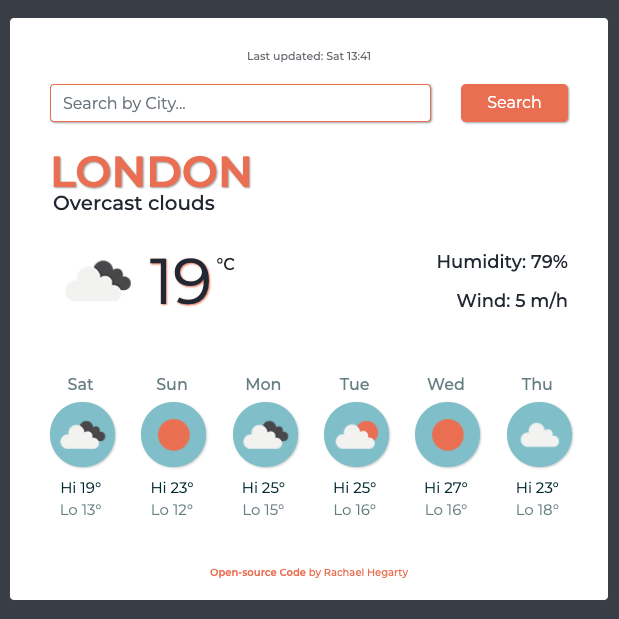 Last updated: Sat 13:41
Search by City...
Search
LONDON
Overcast clouds
19 °C
Humidity: 79%
Wind: 5 m/h
Sat Sun Mon Tue Wed Thu
Hi 19° Hi 23° Hi 25° Hi 25° Hi 27° Hi 23°
Lo 13° Lo 12° Lo 15° Lo 16° Lo 16° Lo 18°
Open-source Code by Rachael Hegarty